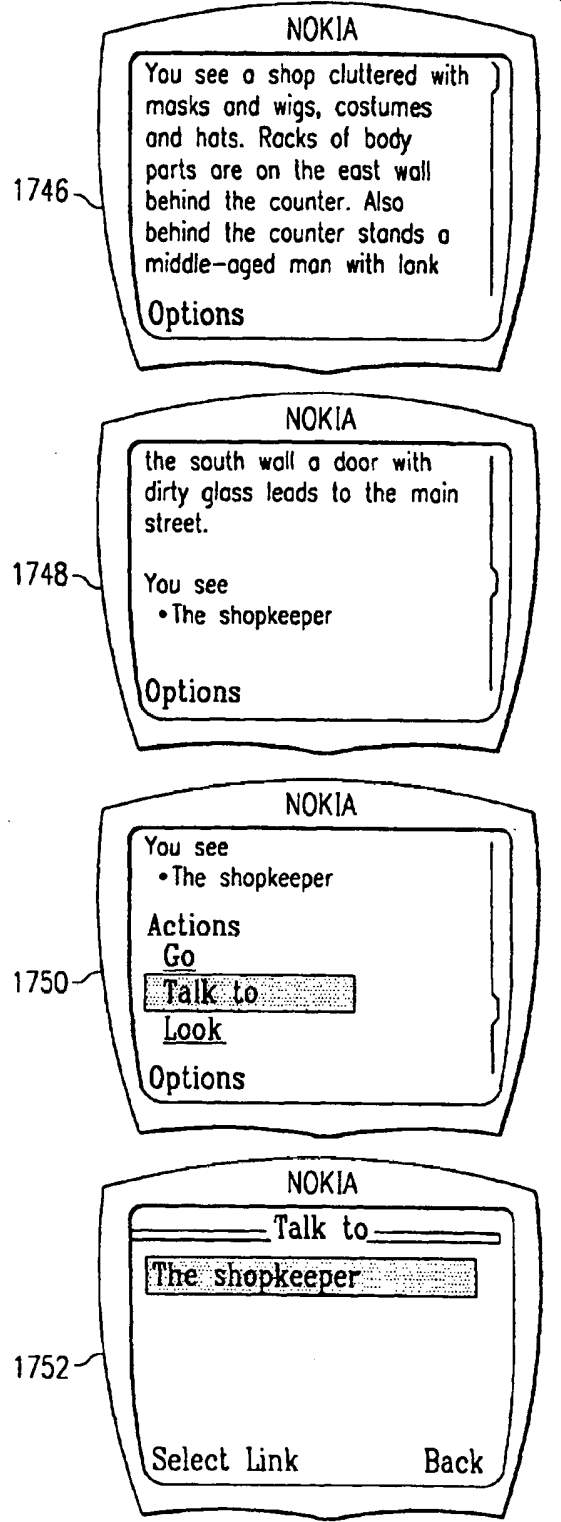 NOKIA
You see a shop cluttered with
masks and wigs, costumes
and hats. Racks of body
parts are on the east wall
behind the counter. Also
behind the counter stands a
middle-aged man with lank
Options
1746
NOKIA
the south wall a door with
dirty glass leads to the main
street.
You see
•The shopkeeper
Options
1748
NOKIA
You see
•The shopkeeper
Actions
Go
Talk to
Look
Options
1750
NOKIA
Talk to
The shopkeeper
Select Link Back
1752